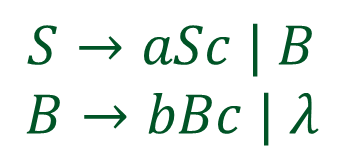 S → aSc | B
B → bBc | λ